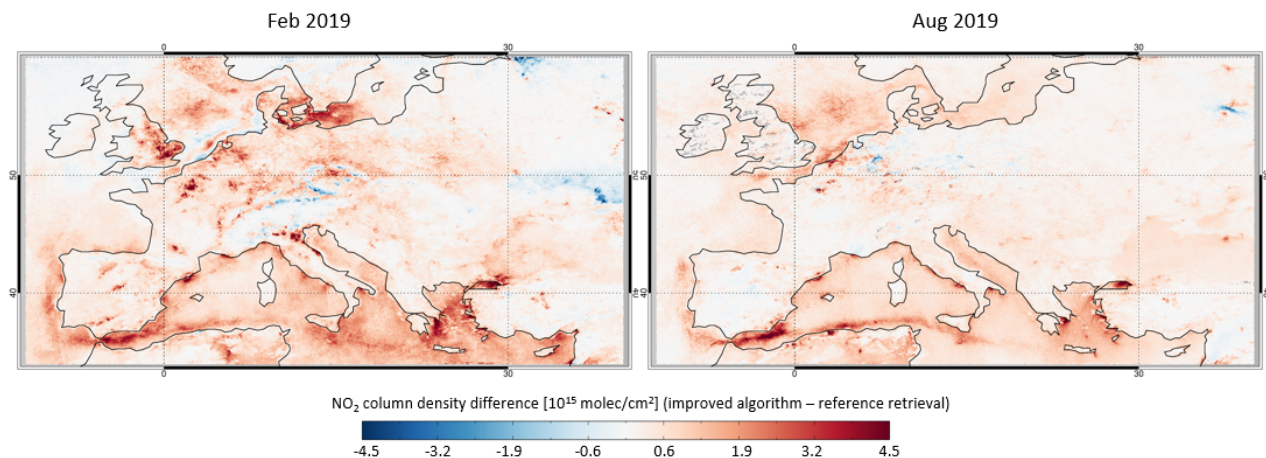 Feb 2019
Aug 2019
0 30
0 30
50 50
50 50
40 40
40 40
0 30
0 30
NO₂ column density difference [10¹⁵ molec/cm²] (improved algorithm – reference retrieval)
-4.5 -3.2 -1.9 -0.6 0.6 1.9 3.2 4.5